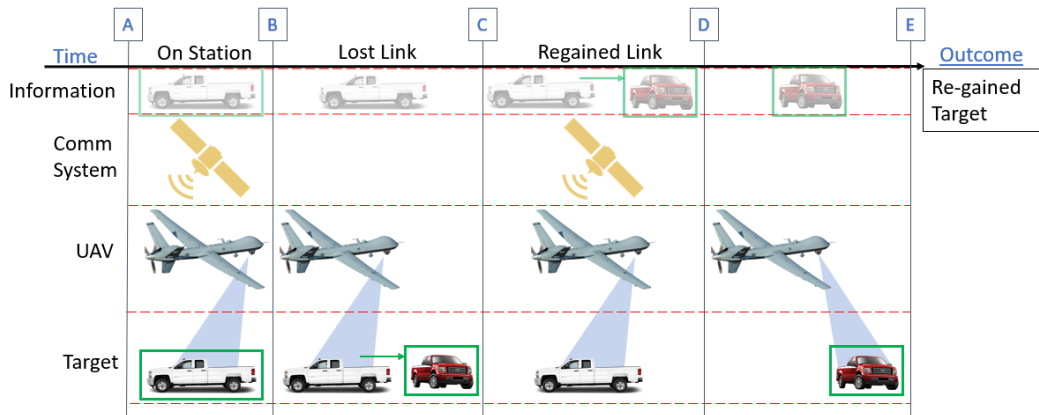 A
B
C
D
E
Time
On Station
Lost Link
Regained Link
Outcome
Information
Re-gained
Target
Comm
System
UAV
Target